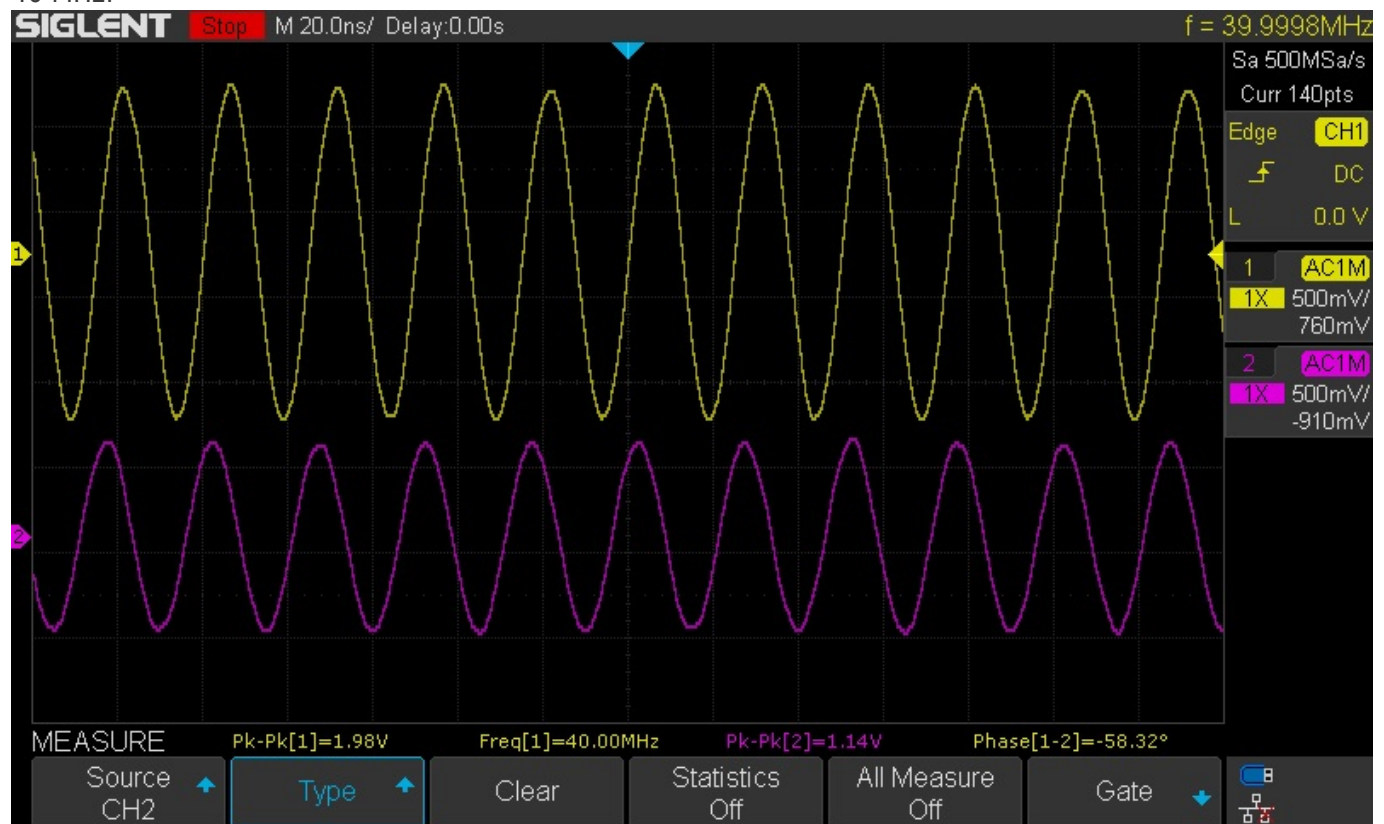 SIGLENT Stop M 20.0ns/ Delay:0.00s f = 39.9998MHz
Sa 500MSa/s
Curr 140pts
Edge CH1
DC
L 0.0 V
1 AC1M
1X 500mV/
760mV
2 AC1M
1X 500mV/
-910mV
1
2
MEASURE Pk-Pk[1]=1.98V Freq[1]=40.00MHz Pk-Pk[2]=1.14V Phase[1-2]=-58.32°
Source
CH2
Type
Clear
Statistics
Off
All Measure
Off
Gate